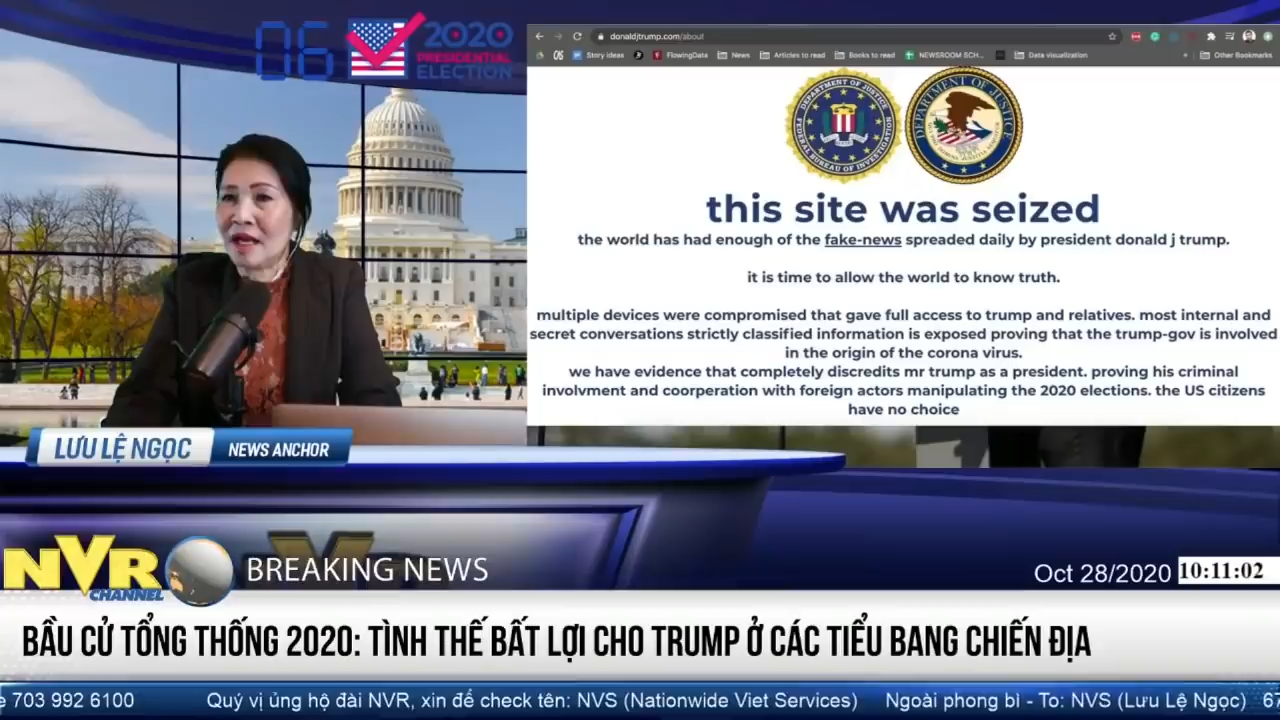 06
2020
PRESIDENTIAL
ELECTION
donaldjtrump.com/about
06
Story ideas
FlowingData
News
Articles to read
Books to read
NEWSROOM SCH...
Data visualization
Other Bookmarks
DEPARTMENT OF JUSTICE
FEDERAL BUREAU OF INVESTIGATION
DEPARTMENT OF JUSTICE
this site was seized
the world has had enough of the fake-news spreaded daily by president donald j trump.
it is time to allow the world to know truth.
multiple devices were compromised that gave full access to trump and relatives. most internal and
secret conversations strictly classified information is exposed proving that the trump-gov is involved
in the origin of the corona virus.
we have evidence that completely discredits mr trump as a president. proving his criminal
involvment and coorperation with foreign actors manipulating the 2020 elections. the US citizens
have no choice
LƯU LỆ NGỌC
NEWS ANCHOR
NVR
CHANNEL
BREAKING NEWS
Oct 28/2020
10:11:02
BẦU CỬ TỔNG THỐNG 2020: TÌNH THẾ BẤT LỢI CHO TRUMP Ở CÁC TIỂU BANG CHIẾN ĐỊA
e 703 992 6100 Quý vị ủng hộ đài NVR, xin để check tên: NVS (Nationwide Viet Services) Ngoài phong bì - To: NVS (Lưu Lệ Ngọc) 67